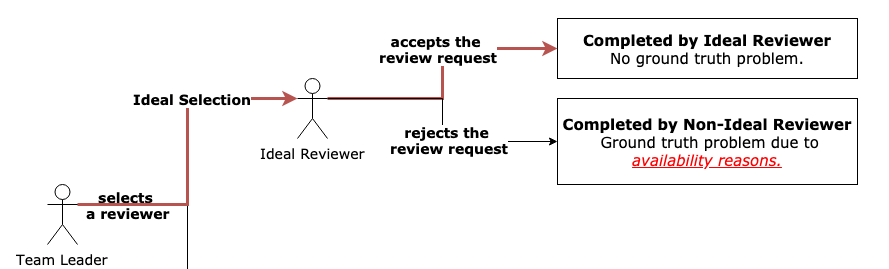 accepts the
review request
Completed by Ideal Reviewer
No ground truth problem.
Ideal Selection
Ideal Reviewer
rejects the
review request
Completed by Non-Ideal Reviewer
Ground truth problem due to
availability reasons.
selects
a reviewer
Team Leader